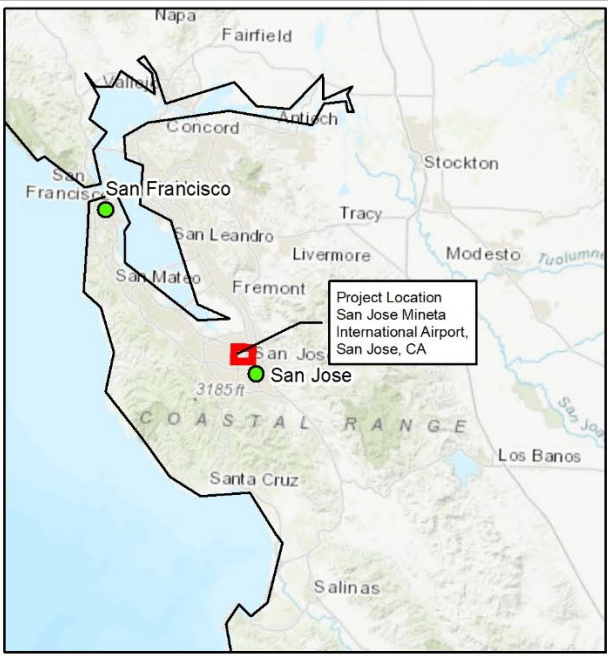 Napa
Fairfield
Vallejo
Concord
Antioch
Stockton
San
Francisco
San Francisco
Tracy
San Leandro
Livermore
Modesto
Tuolumne
San Mateo
Fremont
Project Location
San Jose Mineta
International Airport,
San Jose, CA
San Jose
San Jose
3185 ft
COASTAL RANGE
San Joa
Los Banos
Santa Cruz
Salinas